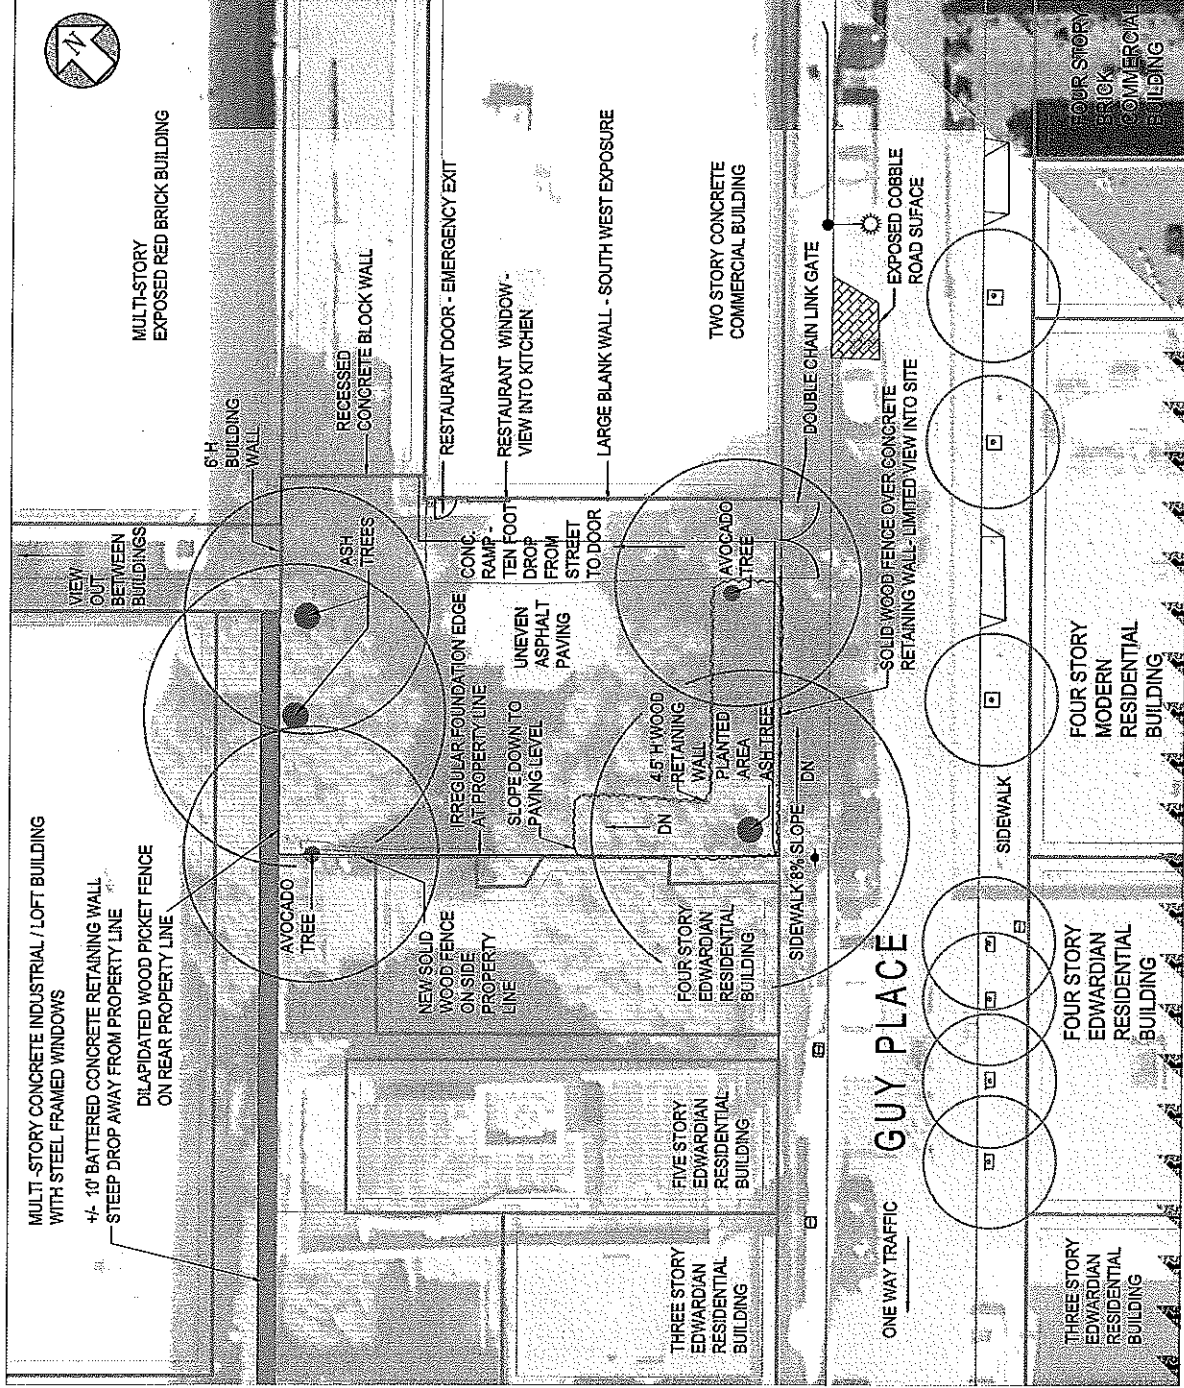 N
MULTI-STORY
EXPOSED RED BRICK BUILDING
6' H
BUILDING
WALL
RECESSED
CONCRETE BLOCK WALL
RESTAURANT DOOR - EMERGENCY EXIT
RESTAURANT WINDOW -
VIEW INTO KITCHEN
LARGE BLANK WALL - SOUTH WEST EXPOSURE
TWO STORY CONCRETE
COMMERCIAL BUILDING
DOUBLE CHAIN LINK GATE
EXPOSED COBBLE
ROAD SUFACE
FOUR STORY
BRICK
COMMERCIAL
BUILDING
VIEW
OUT
BETWEEN
BUILDINGS
ASH
TREES
CONC.
RAMP -
TEN FOOT
DROP
FROM
STREET
TO DOOR
AVOCADO
TREE
UNEVEN
ASPHALT
PAVING
SOLID WOOD FENCE OVER CONCRETE
RETAINING WALL- LIMITED VIEW INTO SITE
IRREGULAR FOUNDATION EDGE
AT PROPERTY LINE
SLOPE DOWN TO
PAVING LEVEL
4.5' H WOOD
RETAINING
WALL
PLANTED
AREA
ASH TREE
DN
SIDEWALK 8% SLOPE
DN
FOUR STORY
MODERN
RESIDENTIAL
BUILDING
SIDEWALK
MULTI-STORY CONCRETE INDUSTRIAL / LOFT BUILDING
WITH STEEL FRAMED WINDOWS
+/- 10' BATTERED CONCRETE RETAINING WALL
STEEP DROP AWAY FROM PROPERTY LINE
DILAPIDATED WOOD PICKET FENCE
ON REAR PROPERTY LINE
AVOCADO
TREE
NEW SOLID
WOOD FENCE
ON SIDE
PROPERTY
LINE
FOUR STORY
EDWARDIAN
RESIDENTIAL
BUILDING
GUY PLACE
FOUR STORY
EDWARDIAN
RESIDENTIAL
BUILDING
FIVE STORY
EDWARDIAN
RESIDENTIAL
BUILDING
THREE STORY
EDWARDIAN
RESIDENTIAL
BUILDING
ONE WAY TRAFFIC
THREE STORY
EDWARDIAN
RESIDENTIAL
BUILDING